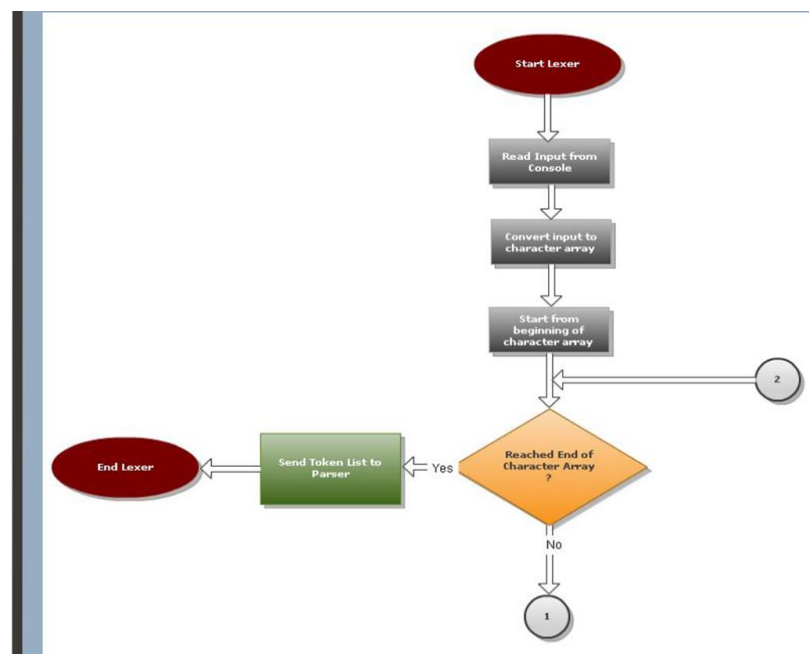 Start Lexer
Read Input from
Console
Convert input to
character array
Start from
beginning of
character array
2
Reached End of
Character Array
?
Yes
Send Token List to
Parser
End Lexer
No
1